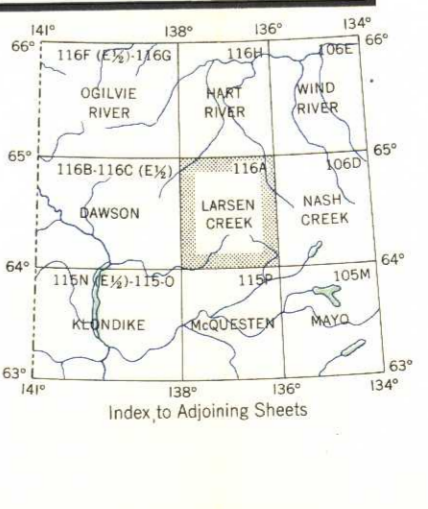 141° 138° 136° 134°
66° 66°
116F (E½)-116G 116H 106E
OGILVIE RIVER
HART RIVER
WIND RIVER
65° 65°
116B-116C (E½) 116A 106D
DAWSON
LARSEN CREEK
NASH CREEK
64° 64°
115N (E½)-115-O 115P 105M
KLONDIKE McQUESTEN MAYO
63° 63°
141° 138° 136° 134°
Index to Adjoining Sheets